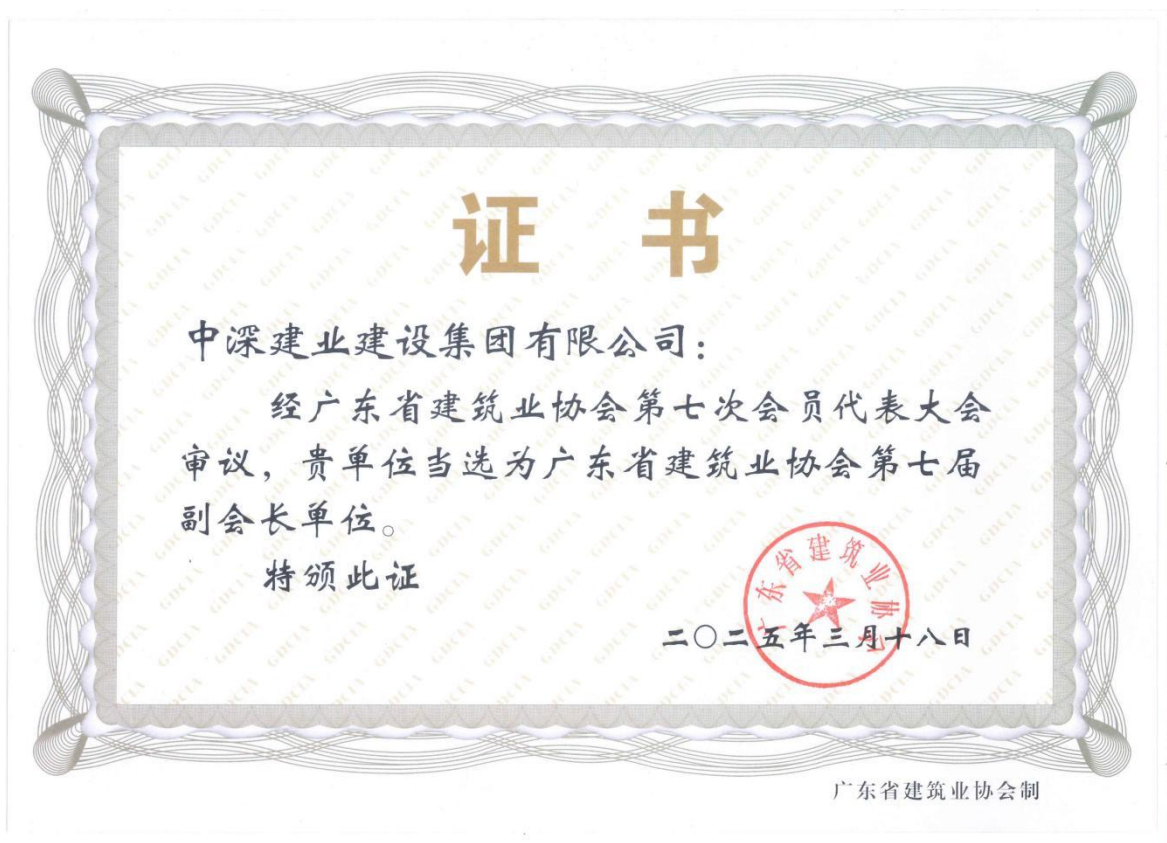 证 书
中深建业建设集团有限公司：
经广东省建筑业协会第七次会员代表大会
审议，贵单位当选为广东省建筑业协会第七届
副会长单位。
特颁此证
广东省建筑业协会
二〇二五年三月十八日
广东省建筑业协会制
GDCIA